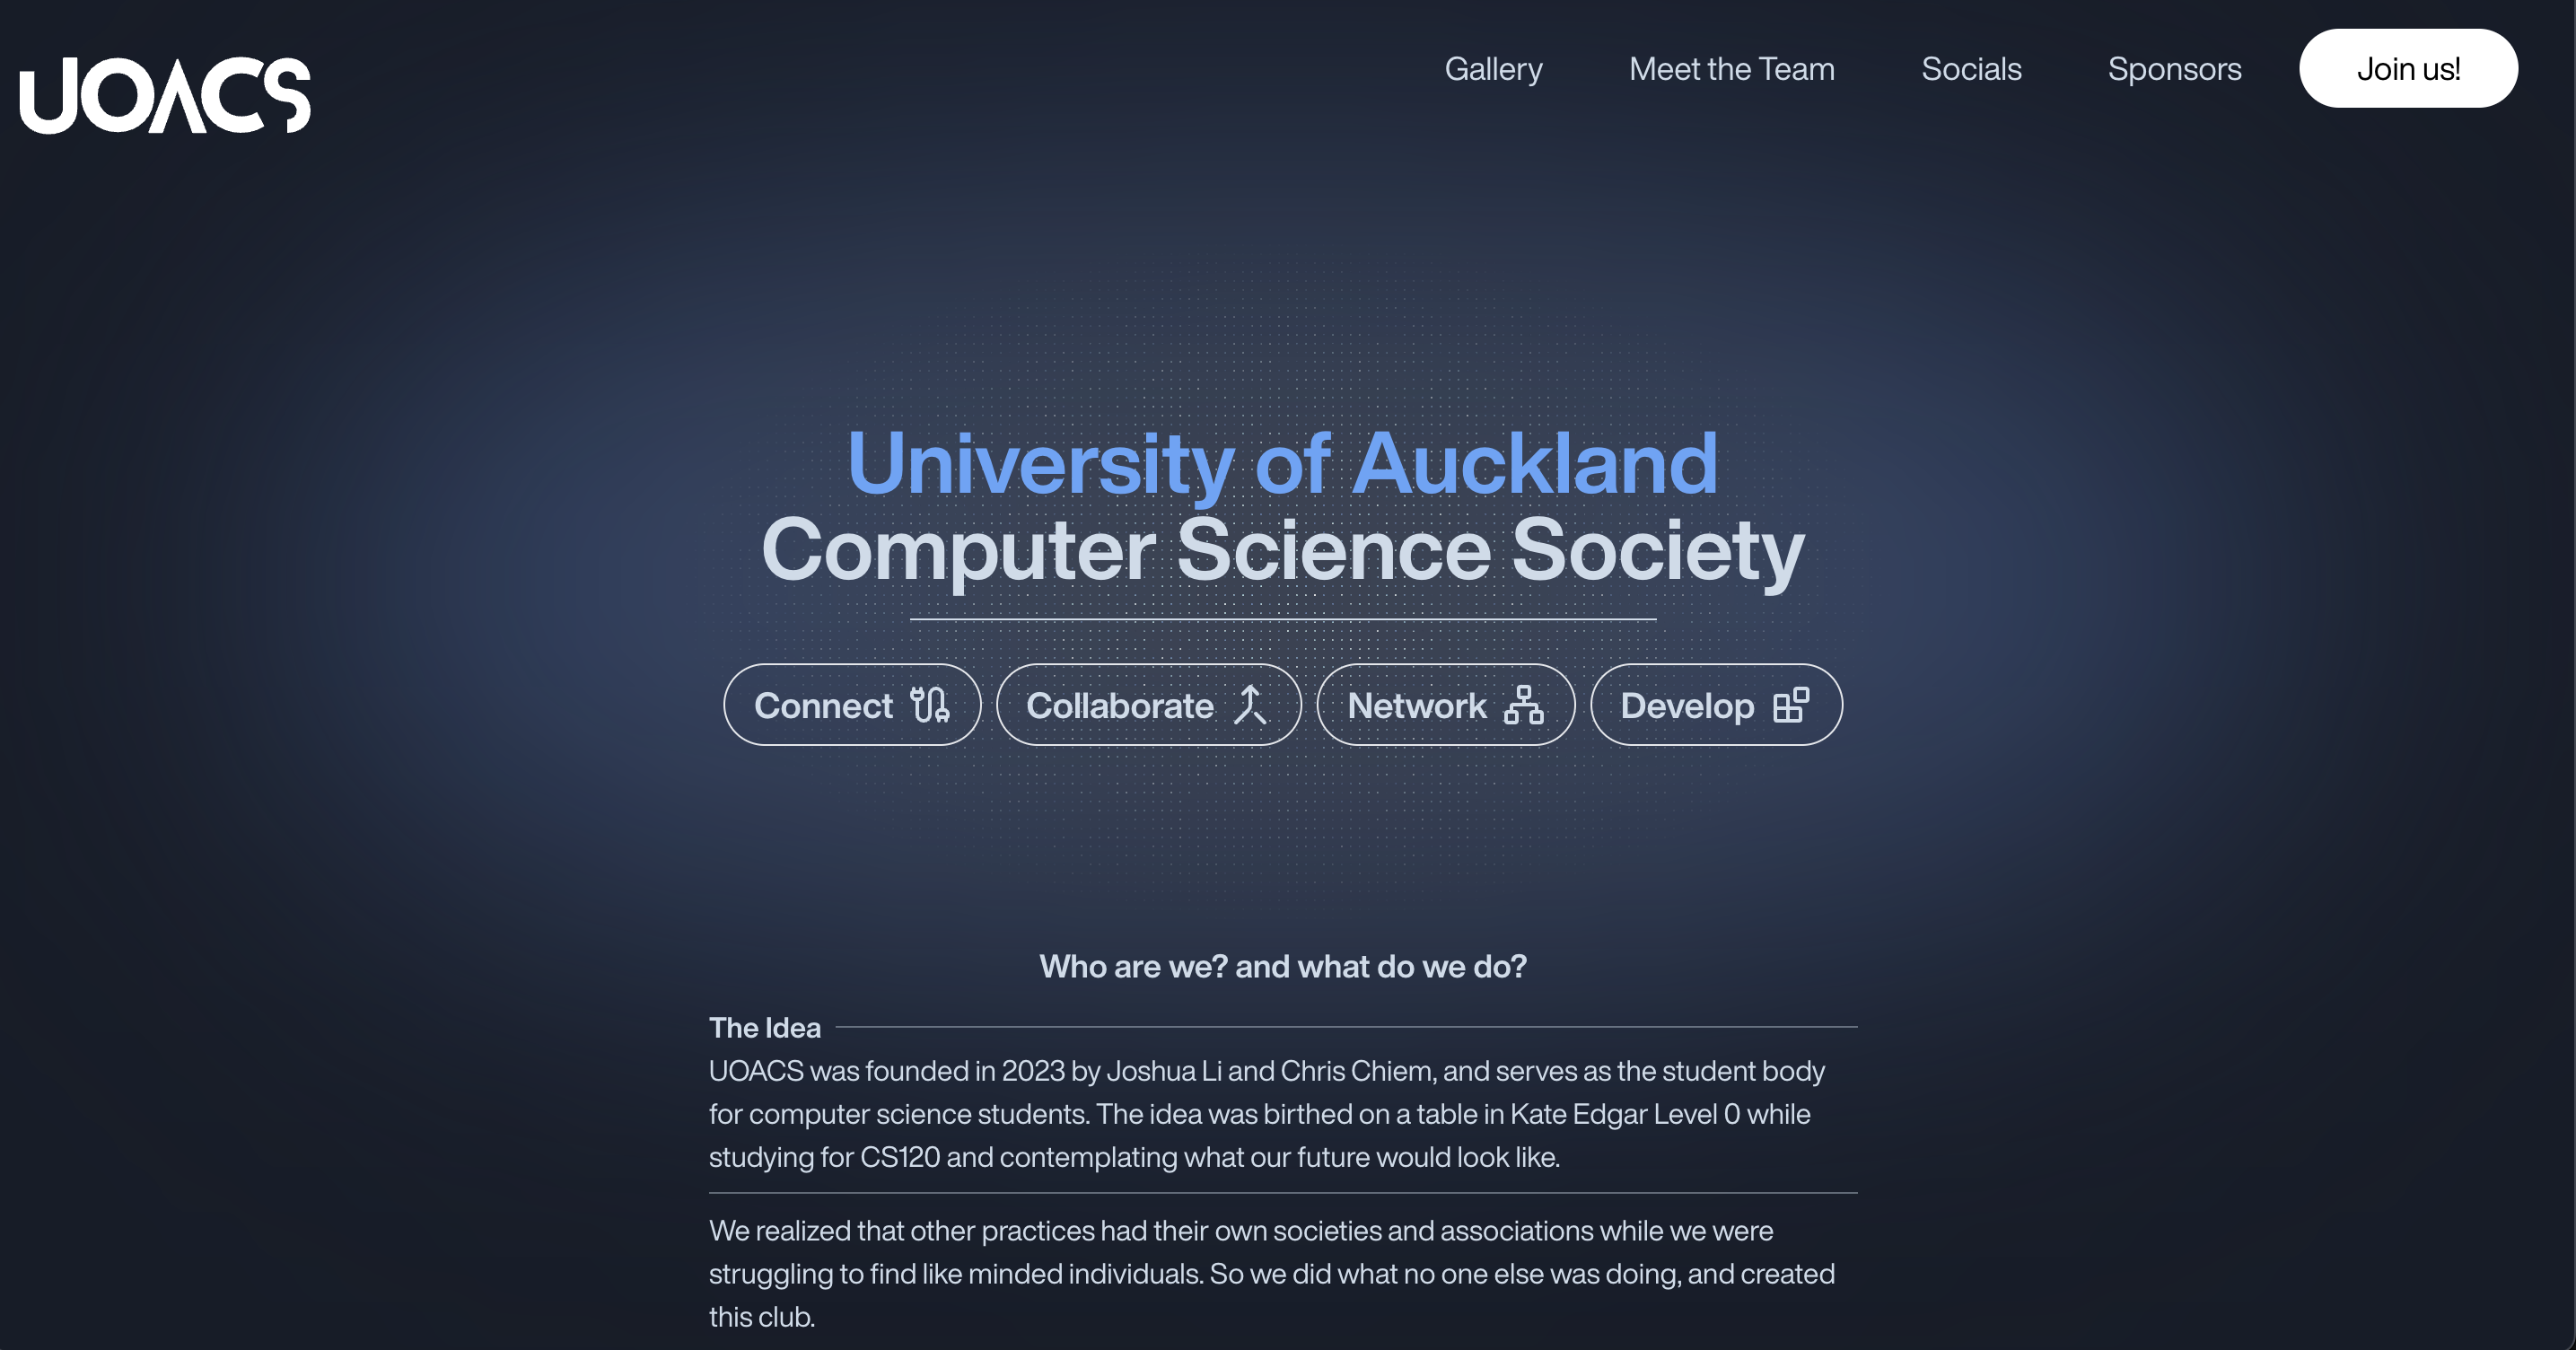 UOACS
Gallery
Meet the Team
Socials
Sponsors
Join us!
University of Auckland
Computer Science Society
Connect
Collaborate
Network
Develop
Who are we? and what do we do?
The Idea
UOACS was founded in 2023 by Joshua Li and Chris Chiem, and serves as the student body
for computer science students. The idea was birthed on a table in Kate Edgar Level 0 while
studying for CS120 and contemplating what our future would look like.
We realized that other practices had their own societies and associations while we were
struggling to find like minded individuals. So we did what no one else was doing, and created
this club.